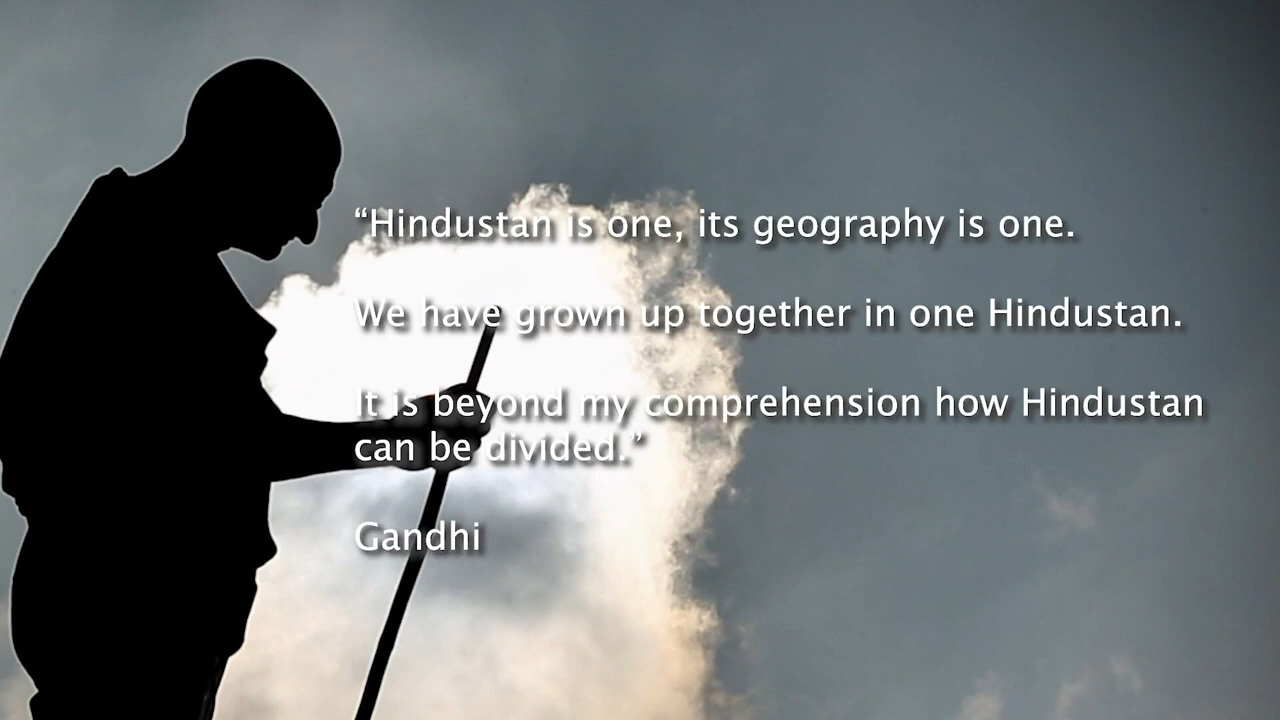 “Hindustan is one, its geography is one.
We have grown up together in one Hindustan.
It is beyond my comprehension how Hindustan
can be divided.”
Gandhi